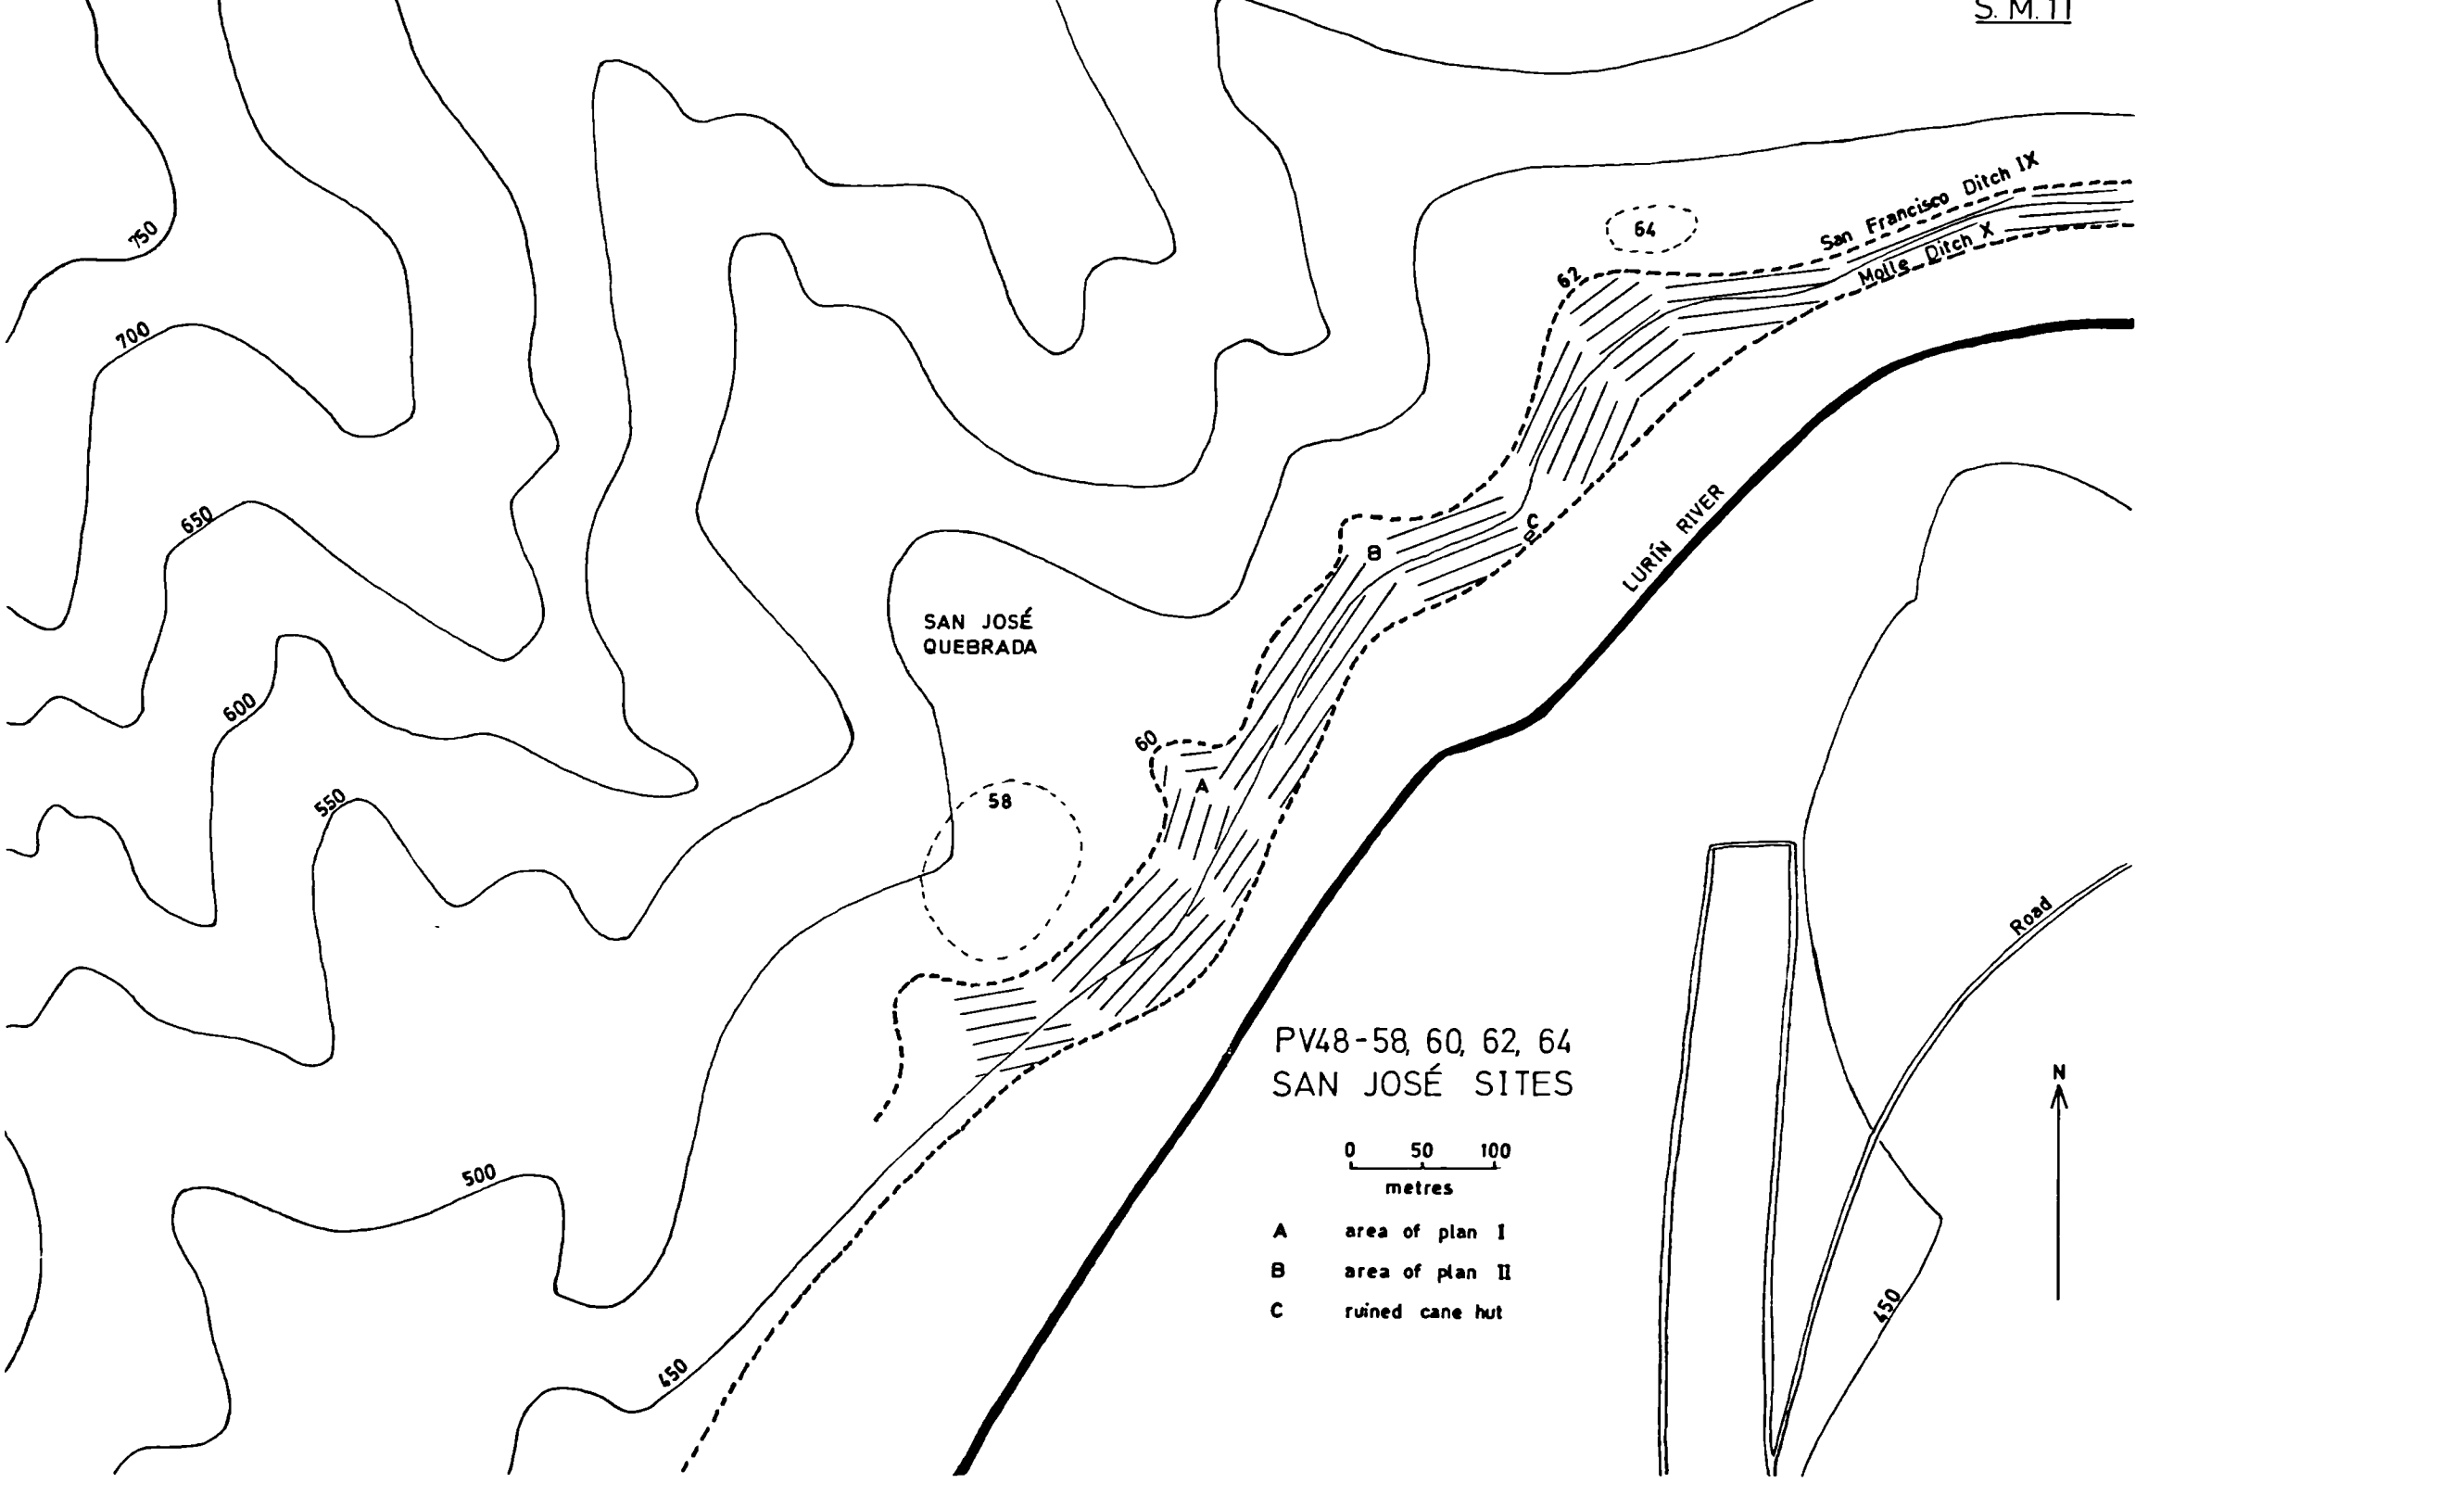 S. M. 11
San Francisco Ditch IX
64
Molle Ditch X
750
62
700
LURÍN RIVER
650
C
B
SAN JOSÉ
QUEBRADA
600
60
A
58
550
Road
PV48-58, 60, 62, 64
SAN JOSÉ SITES
N
0 50 100
metres
500
A area of plan I
B area of plan II
C ruined cane hut
450
450